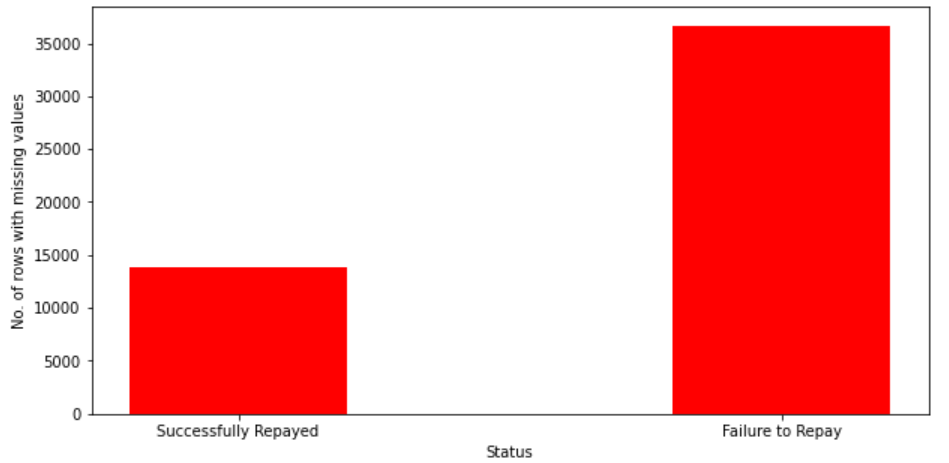 No. of rows with missing values
35000
30000
25000
20000
15000
10000
5000
0
Successfully Repayed
Failure to Repay
Status